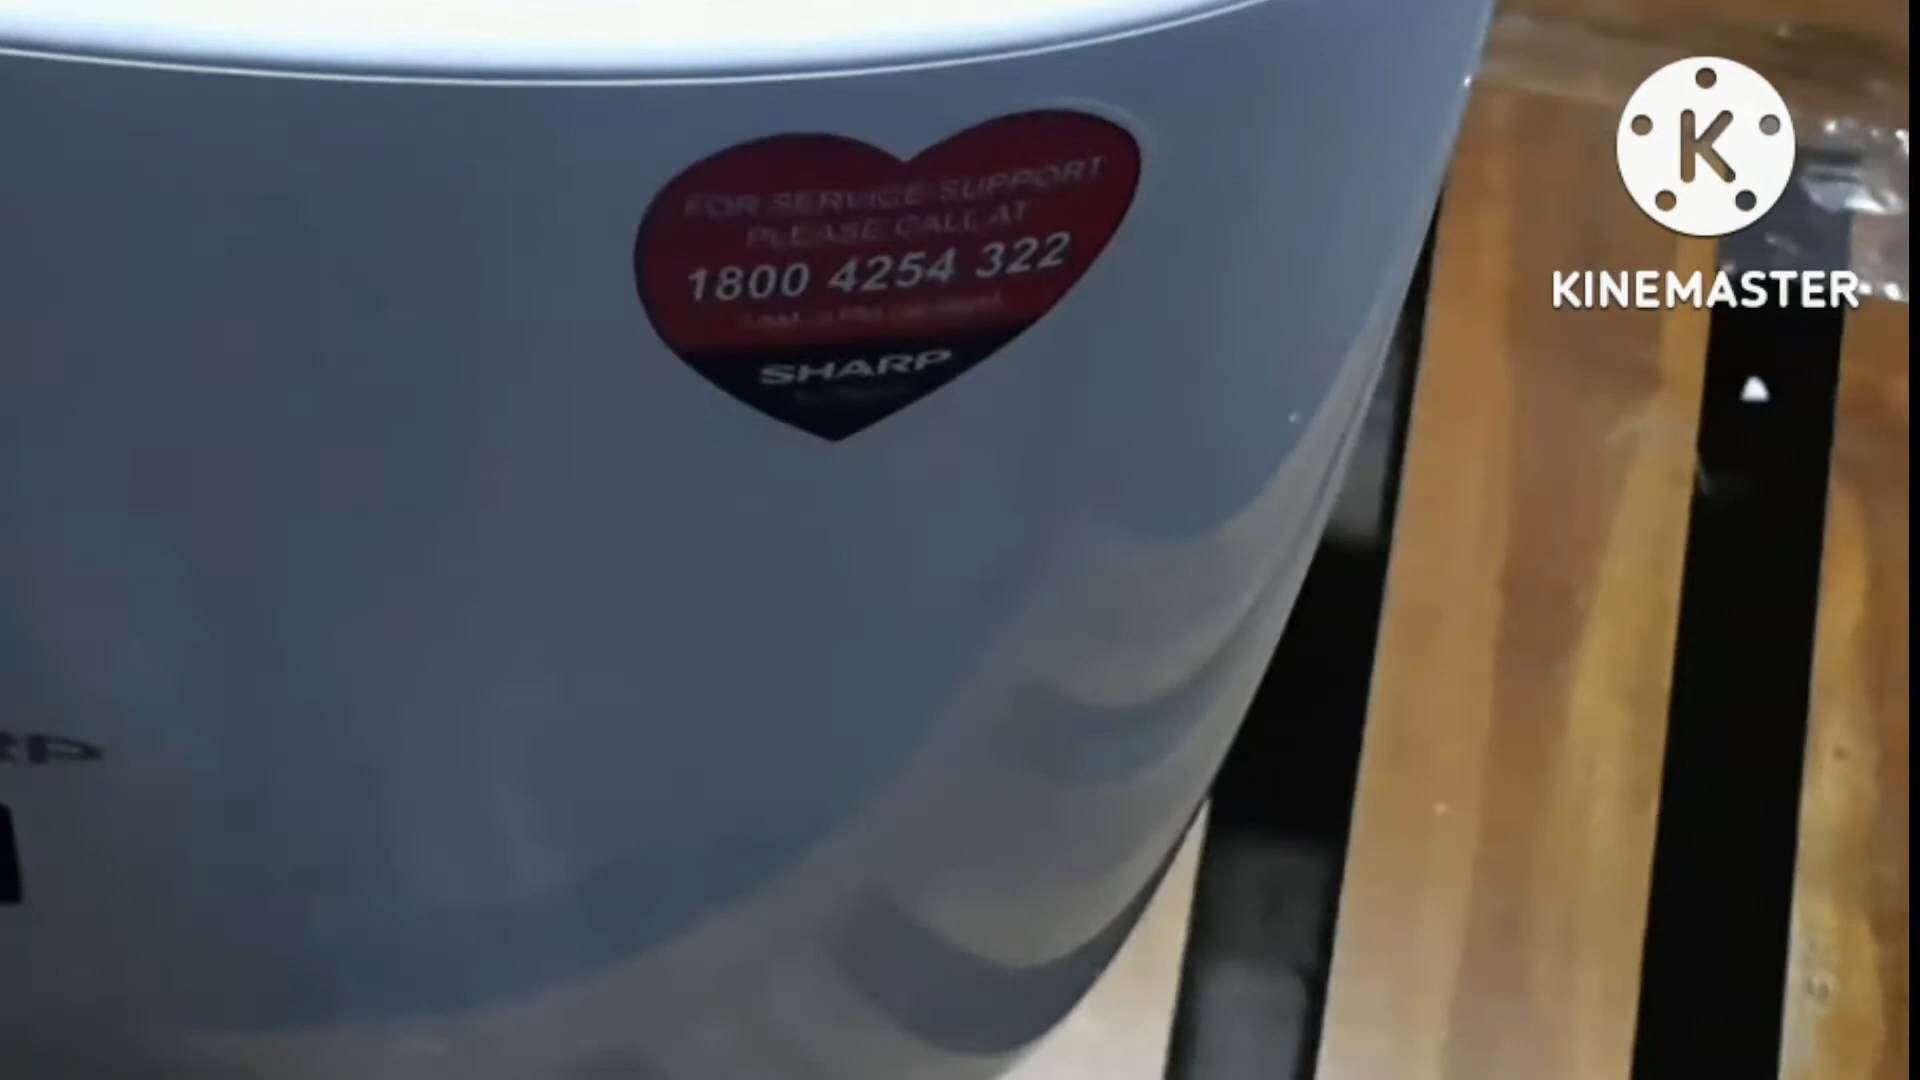 FOR SERVICE SUPPORT
PLEASE CALL AT
1800 4254 322
SHARP
K
KINEMASTER